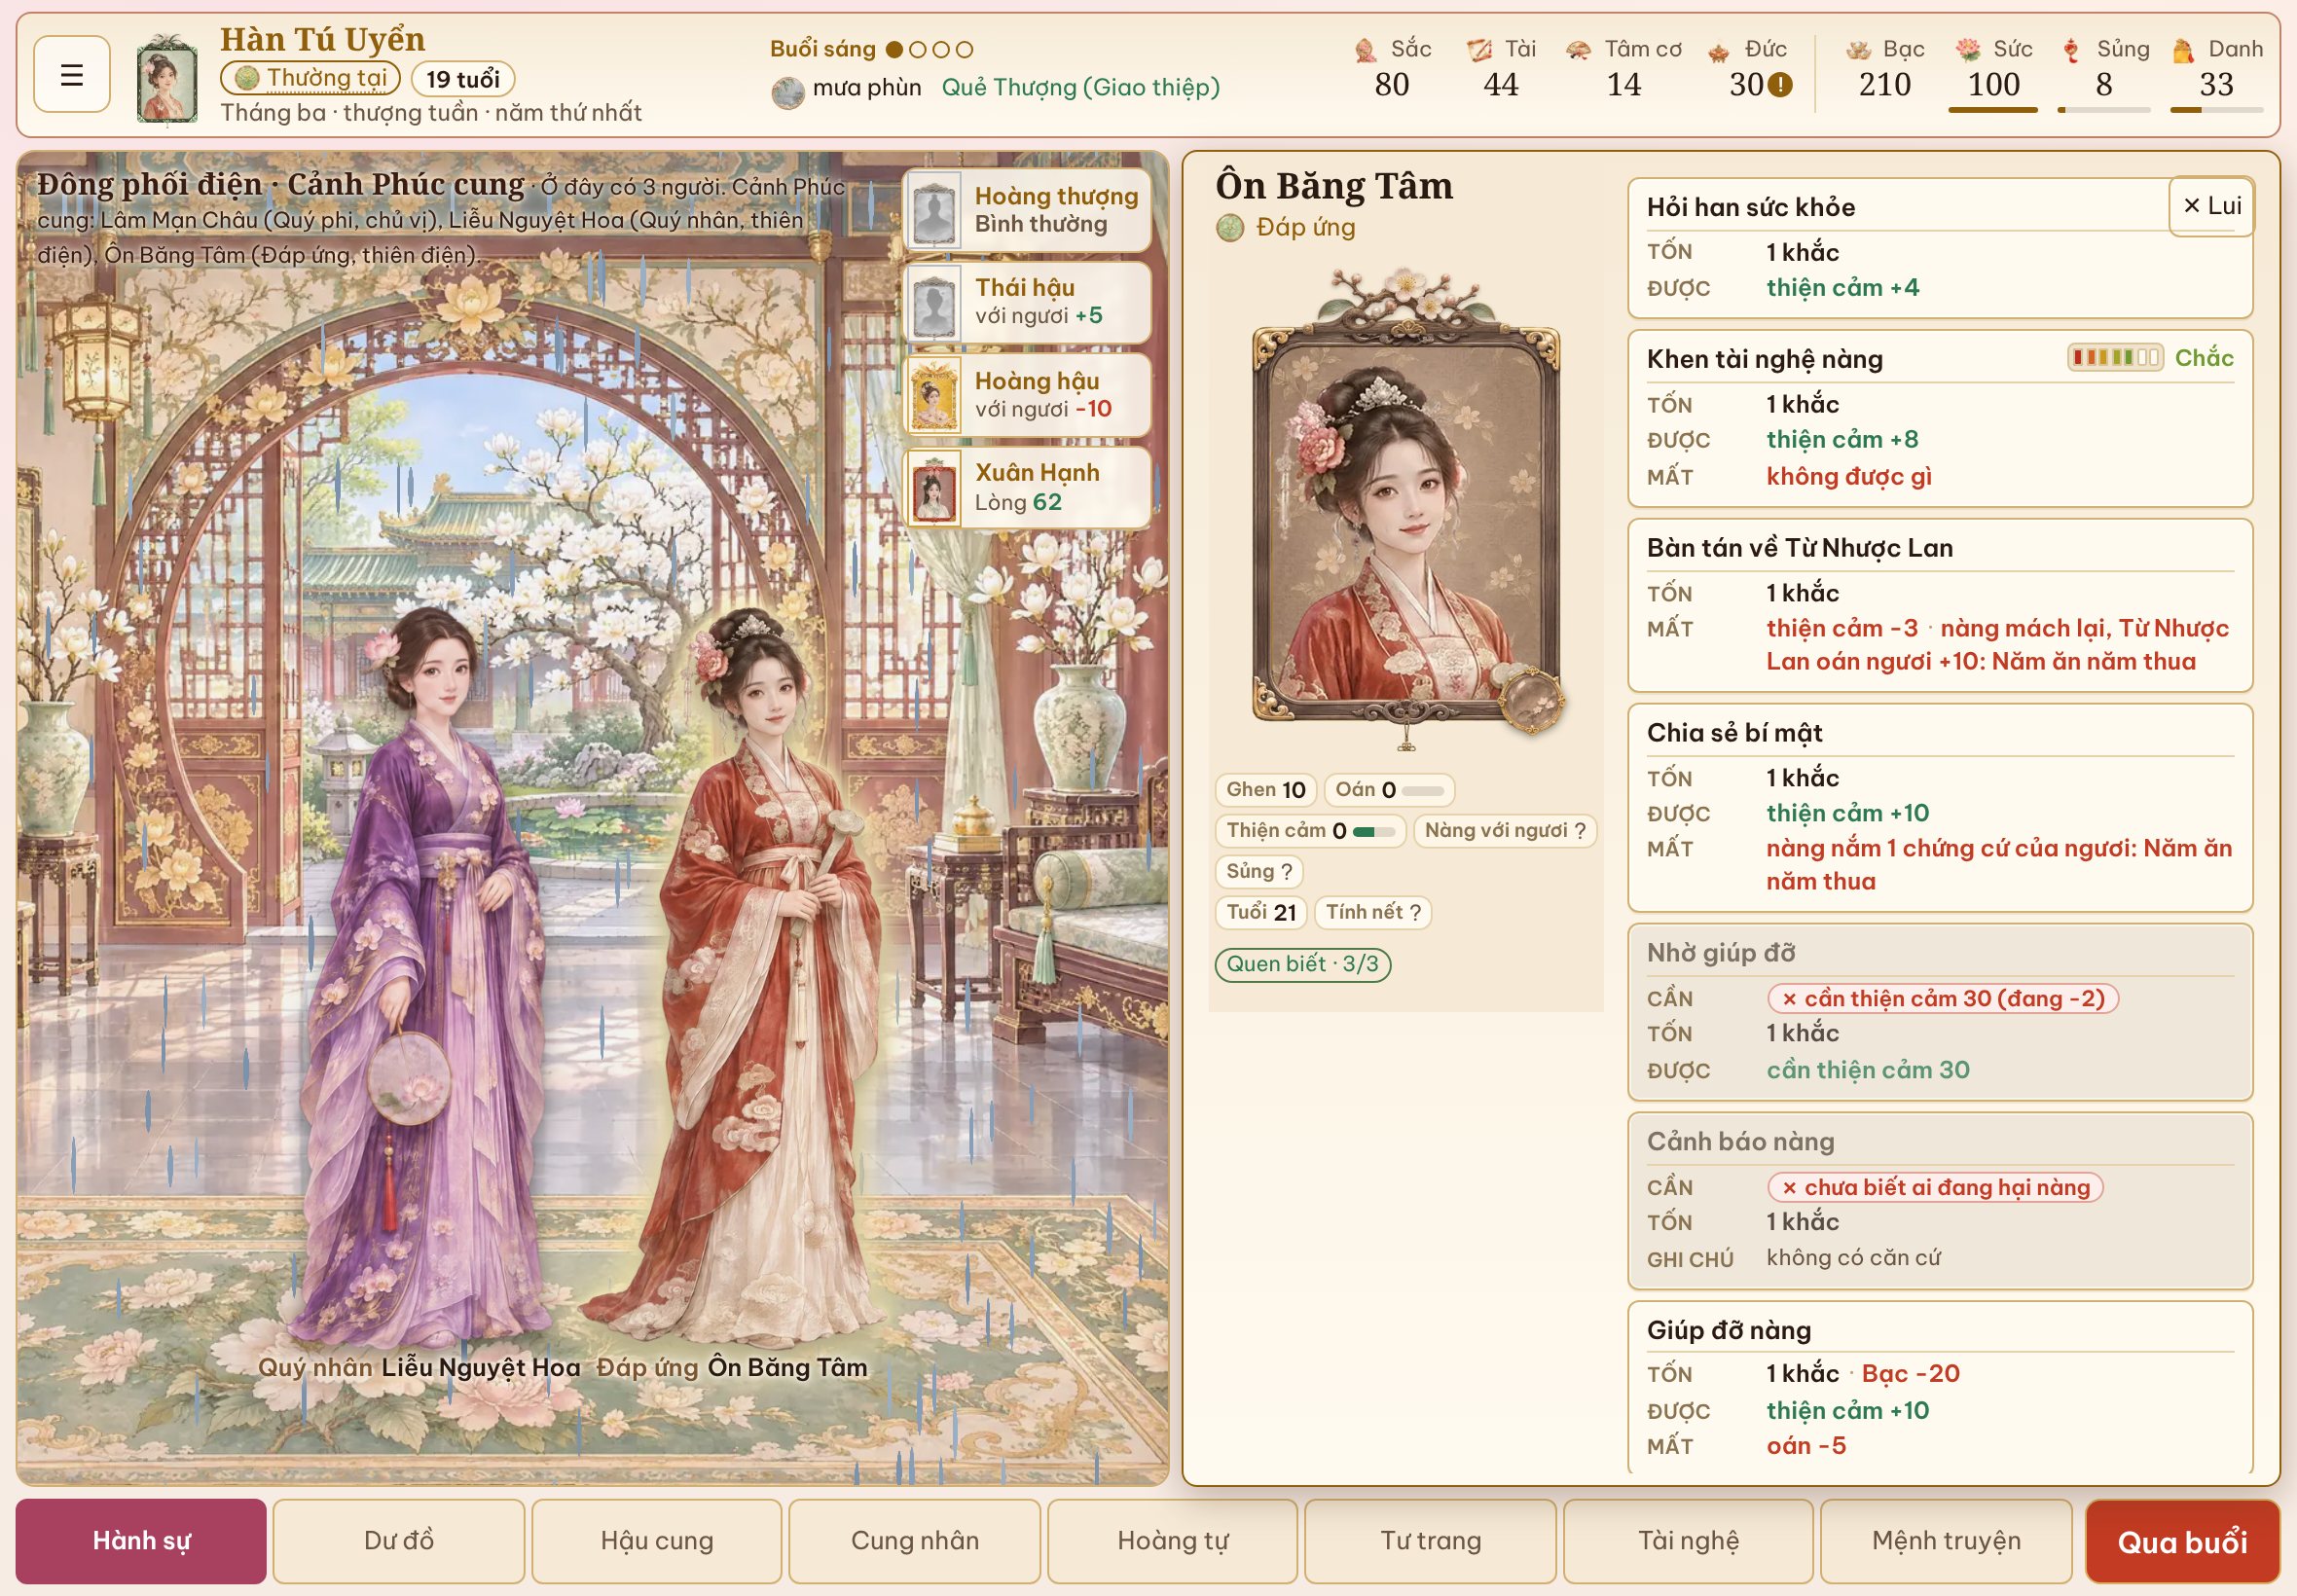 ☰
Hàn Tú Uyển
Thường tại
19 tuổi
Tháng ba · thượng tuần · năm thứ nhất
Buổi sáng
mưa phùn Quẻ Thượng (Giao thiệp)
Sắc
80
Tài
44
Tâm cơ
14
Đức
30 !
Bạc
210
Sức
100
Sủng
8
Danh
33
Đông phối điện · Cảnh Phúc cung · Ở đây có 3 người. Cảnh Phúc
cung: Lâm Mạn Châu (Quý phi, chủ vị), Liễu Nguyệt Hoa (Quý nhân, thiên
điện), Ôn Băng Tâm (Đáp ứng, thiên điện).
Hoàng thượng
Bình thường
Thái hậu
với ngươi +5
Hoàng hậu
với ngươi -10
Xuân Hạnh
Lòng 62
Quý nhân Liễu Nguyệt Hoa
Đáp ứng Ôn Băng Tâm
Ôn Băng Tâm
Đáp ứng
Ghen 10
Oán 0
Thiện cảm 0
Nàng với ngươi ?
Sủng ?
Tuổi 21
Tính nết ?
Quen biết · 3/3
× Lui
Hỏi han sức khỏe
TỐN 1 khắc
ĐƯỢC thiện cảm +4
Khen tài nghệ nàng Chắc
TỐN 1 khắc
ĐƯỢC thiện cảm +8
MẤT không được gì
Bàn tán về Từ Nhược Lan
TỐN 1 khắc
MẤT thiện cảm -3 · nàng mách lại, Từ Nhược
Lan oán ngươi +10: Năm ăn năm thua
Chia sẻ bí mật
TỐN 1 khắc
ĐƯỢC thiện cảm +10
MẤT nàng nắm 1 chứng cứ của ngươi: Năm ăn
năm thua
Nhờ giúp đỡ
CẦN × cần thiện cảm 30 (đang -2)
TỐN 1 khắc
ĐƯỢC cần thiện cảm 30
Cảnh báo nàng
CẦN × chưa biết ai đang hại nàng
TỐN 1 khắc
GHI CHÚ không có căn cứ
Giúp đỡ nàng
TỐN 1 khắc · Bạc -20
ĐƯỢC thiện cảm +10
MẤT oán -5
Hành sự
Dư đồ
Hậu cung
Cung nhân
Hoàng tự
Tư trang
Tài nghệ
Mệnh truyện
Qua buổi